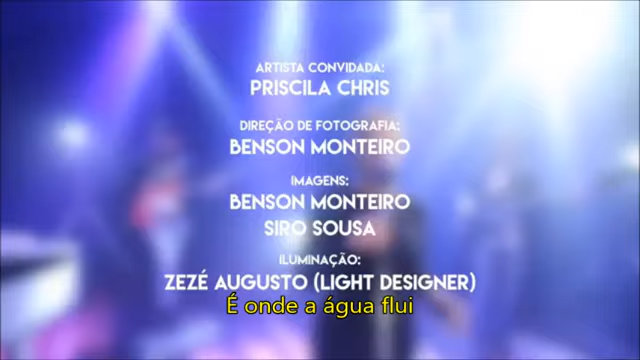 ARTISTA CONVIDADA:
PRISCILA CHRIS
DIREÇÃO DE FOTOGRAFIA:
BENSON MONTEIRO
IMAGENS:
BENSON MONTEIRO
SIRO SOUSA
ILUMINAÇÃO:
ZEZÉ AUGUSTO (LIGHT DESIGNER)
É onde a água flui